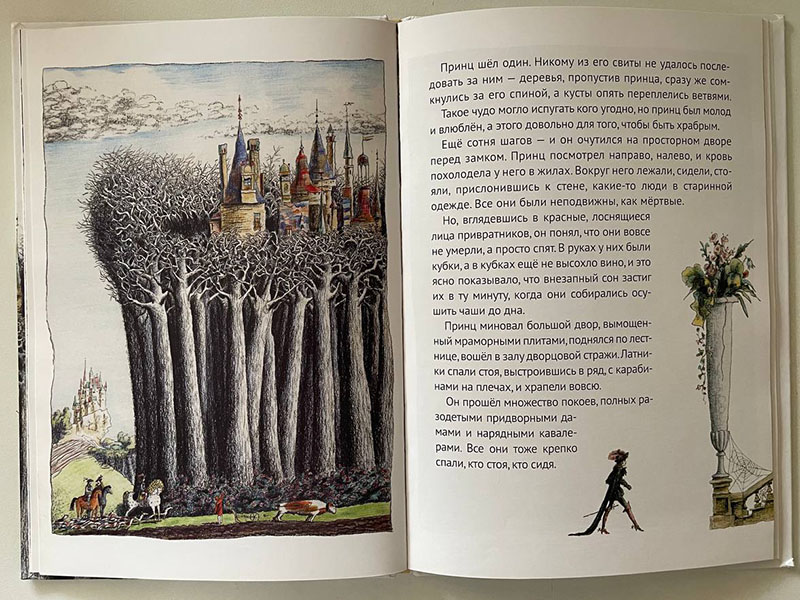 Принц шёл один. Никому из его свиты не удалось после-
довать за ним — деревья, пропустив принца, сразу же сом-
кнулись за его спиной, а кусты опять переплелись ветвями.
Такое чудо могло испугать кого угодно, но принц был молод
и влюблён, а этого довольно для того, чтобы быть храбрым.
Ещё сотня шагов — и он очутился на просторном дворе
перед замком. Принц посмотрел направо, налево, и кровь
похолодела у него в жилах. Вокруг него лежали, сидели, сто-
яли, прислонившись к стене, какие-то люди в старинной
одежде. Все они были неподвижны, как мёртвые.
Но, вглядевшись в красные, лоснящиеся
лица привратников, он понял, что они вовсе
не умерли, а просто спят. В руках у них были
кубки, а в кубках ещё не высохло вино, и это
ясно показывало, что внезапный сон застиг
их в ту минуту, когда они собирались осу-
шить чаши до дна.
Принц миновал большой двор, вымощен-
ный мраморными плитами, поднялся по лест-
нице, вошёл в залу дворцовой стражи. Латни-
ки спали стоя, выстроившись в ряд, с караби-
нами на плечах, и храпели вовсю.
Он прошёл множество покоев, полных ра-
зодетыми придворными да-
мами и нарядными кавале-
рами. Все они тоже крепко
спали, кто стоя, кто сидя.